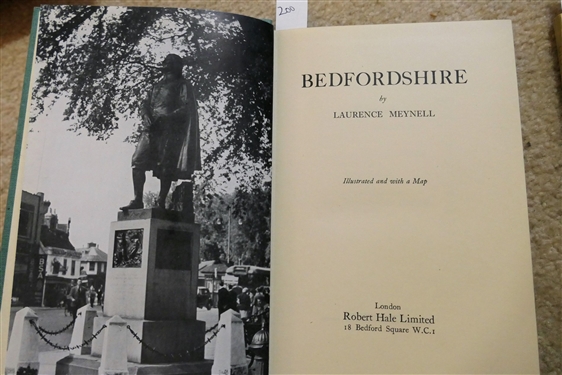 BEDFORDSHIRE
by
LAURENCE MEYNELL
Illustrated and with a Map
London
Robert Hale Limited
18 Bedford Square W.C.1